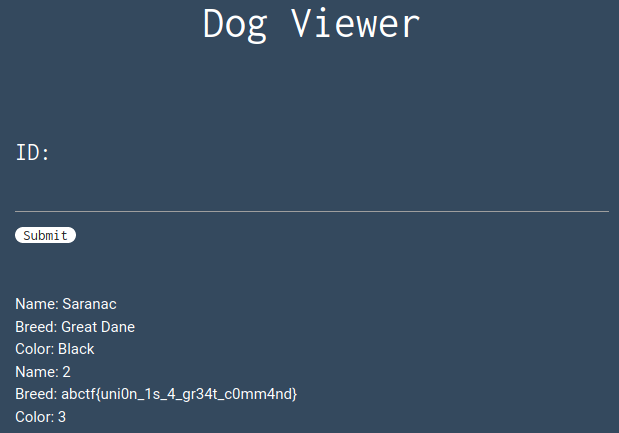 Dog Viewer
ID:
Submit
Name: Saranac
Breed: Great Dane
Color: Black
Name: 2
Breed: abctf{uni0n_1s_4_gr34t_c0mm4nd}
Color: 3